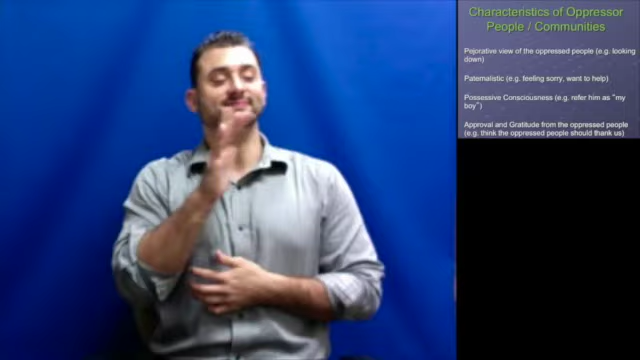 Characteristics of Oppressor
People / Communities
Pejorative view of the oppressed people (e.g. looking
down)
Paternalistic (e.g. feeling sorry, want to help)
Possessive Consciousness (e.g. refer him as "my
boy")
Approval and Gratitude from the oppressed people
(e.g. think the oppressed people should thank us)